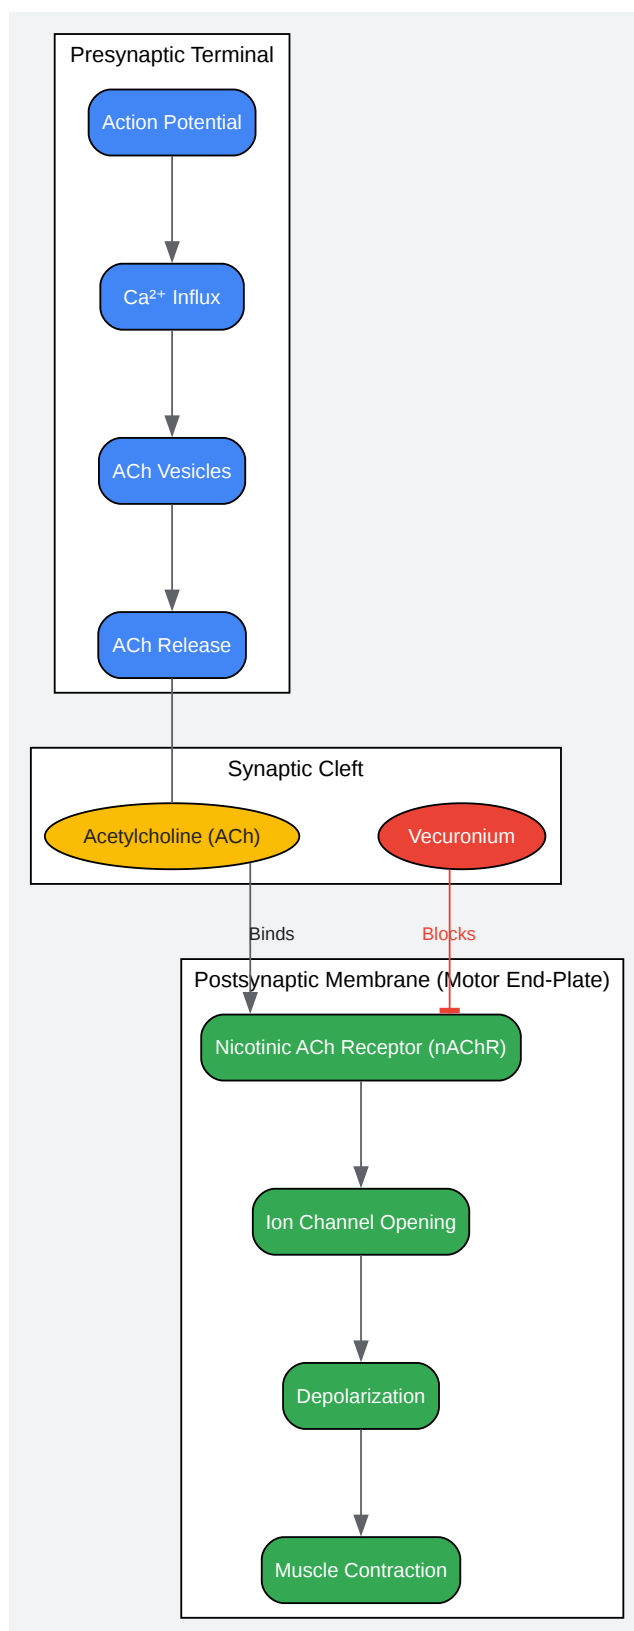 Presynaptic Terminal
Action Potential
Ca²⁺ Influx
ACh Vesicles
ACh Release
Synaptic Cleft
Acetylcholine (ACh)
Vecuronium
Binds
Blocks
Postsynaptic Membrane (Motor End-Plate)
Nicotinic ACh Receptor (nAChR)
Ion Channel Opening
Depolarization
Muscle Contraction